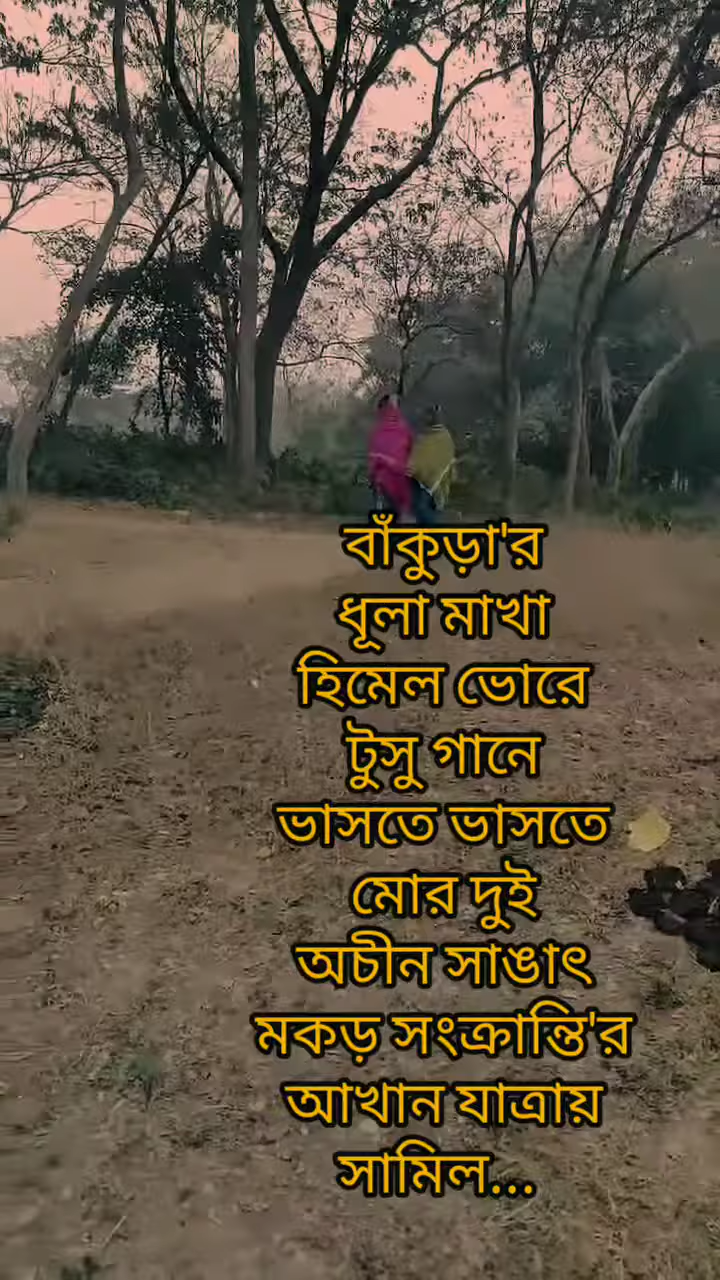 বাঁকুড়া'র
ধূলা মাখা
হিমেল ভোরে
টুসু গানে
ভাসতে ভাসতে
মোর দুই
অচীন সাঙাৎ
মকড় সংক্রান্তি'র
আখান যাত্রায়
সামিল...